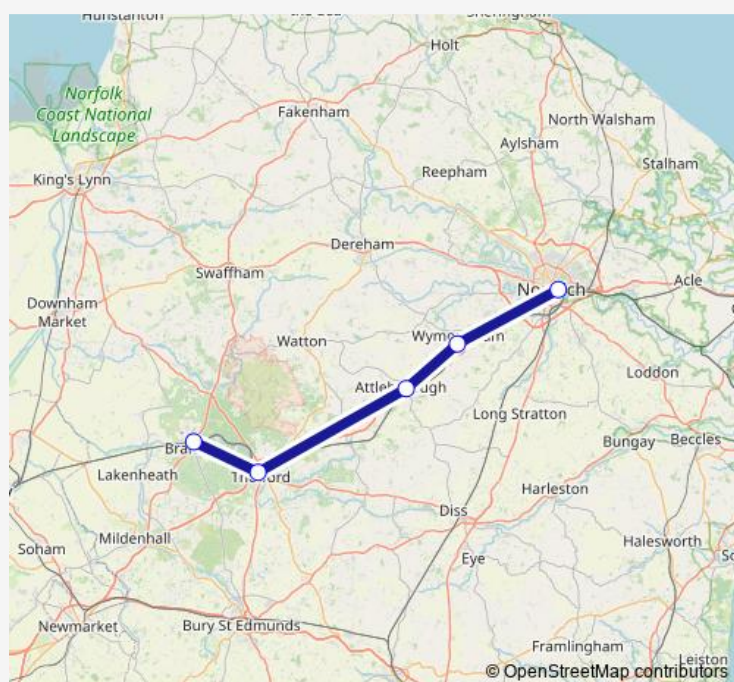 Sheringham
Holt
Norfolk
Coast National
Landscape
Fakenham
North Walsham
Aylsham
Stalham
Reepham
King's Lynn
Dereham
Swaffham
Acle
Downham
Market
Watton
Loddon
Long Stratton
Bungay
Beccles
Lakenheath
Harleston
Diss
Mildenhall
Halesworth
Soham
Eye
Newmarket
Bury St Edmunds
Framlingham
Leiston
© OpenStreetMap contributors